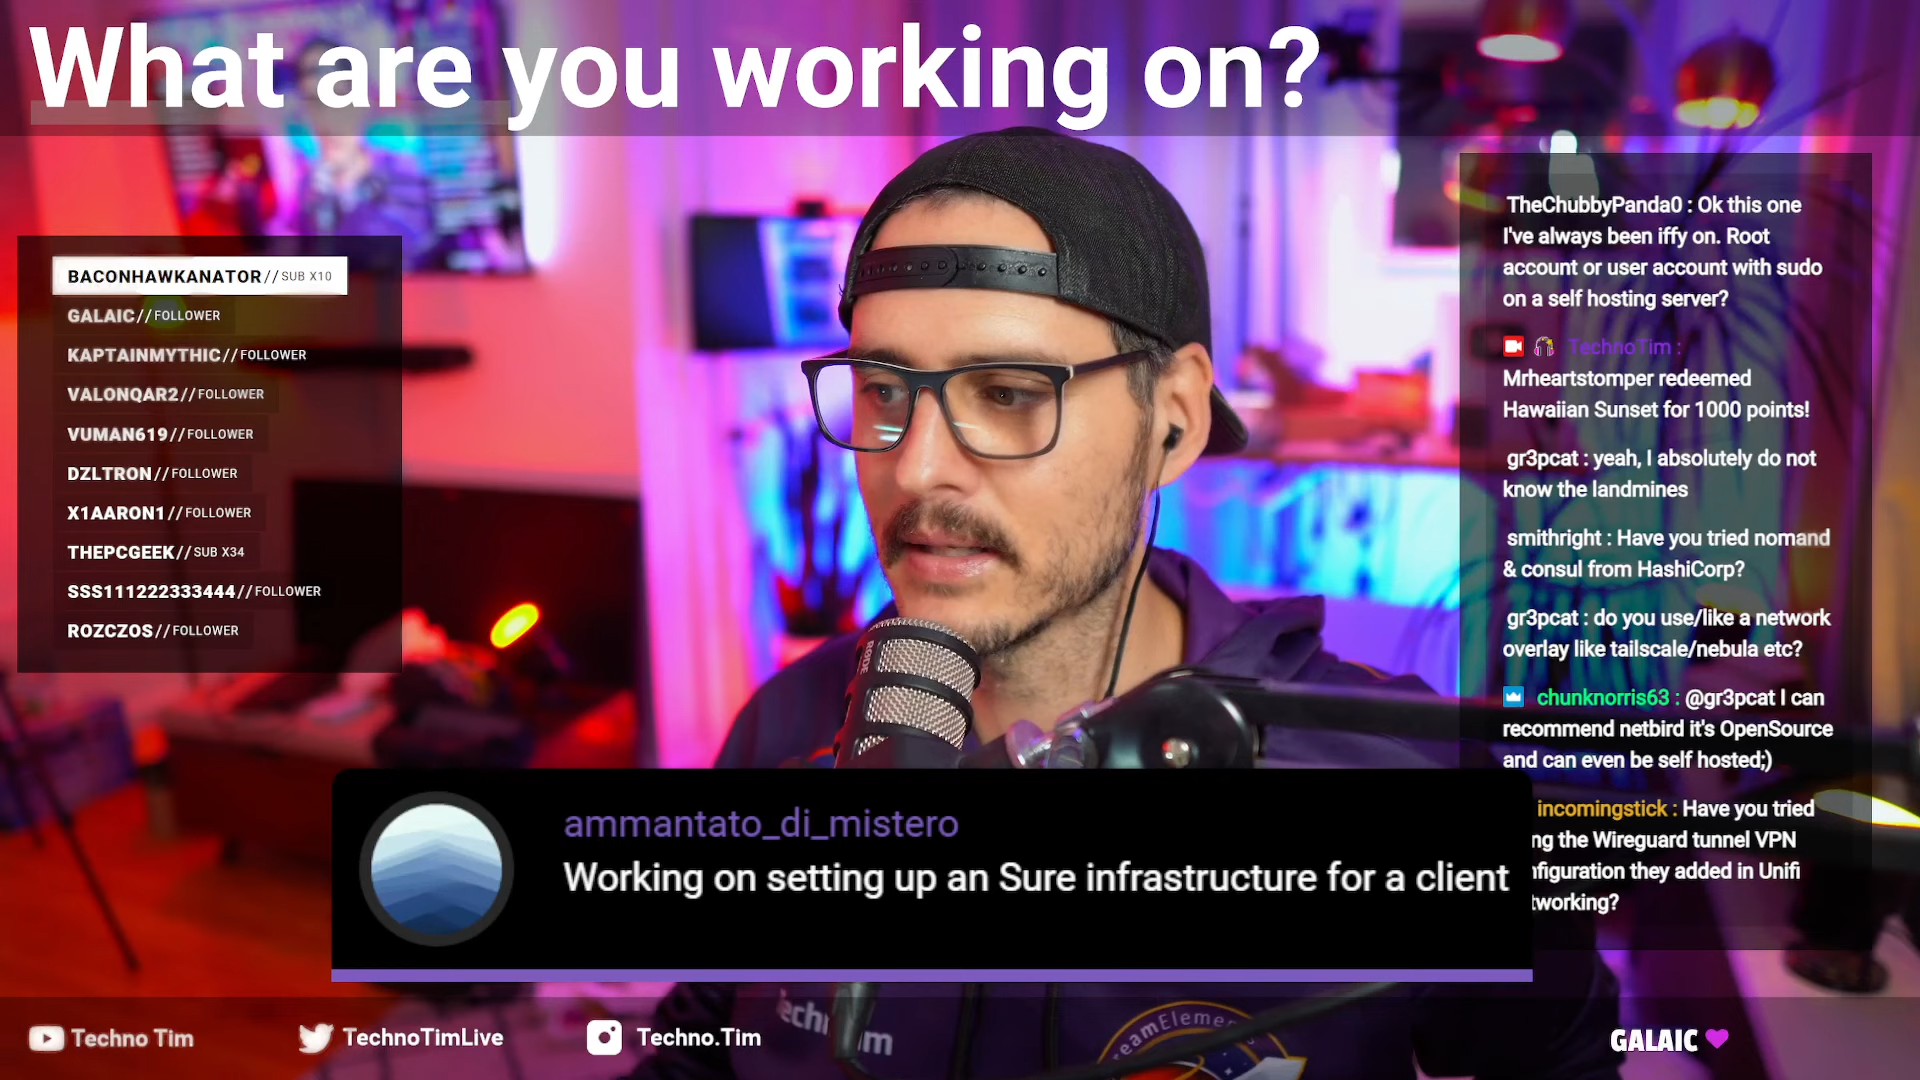 What are you working on?
BACONHAWKANATOR // SUB X10
GALAIC // FOLLOWER
KAPTAINMYTHIC // FOLLOWER
VALONQAR2 // FOLLOWER
VUMAN619 // FOLLOWER
DZLTRON // FOLLOWER
X1AARON1 // FOLLOWER
THEPCGEEK // SUB X34
SSS111222333444 // FOLLOWER
ROZCZOS // FOLLOWER
TheChubbyPanda0 : Ok this one
I've always been iffy on. Root
account or user account with sudo
on a self hosting server?
TechnoTim :
Mrheartstomper redeemed
Hawaiian Sunset for 1000 points!
gr3pcat : yeah, I absolutely do not
know the landmines
smithright : Have you tried nomand
& consul from HashiCorp?
gr3pcat : do you use/like a network
overlay like tailscale/nebula etc?
chunknorris63 : @gr3pcat I can
recommend netbird it's OpenSource
and can even be self hosted;)
incomingstick : Have you tried
ng the Wireguard tunnel VPN
nfiguration they added in Unifi
tworking?
RODE
ammantato_di_mistero
Working on setting up an Sure infrastructure for a client
Techno Tim
TechnoTimLive
Techno.Tim
GALAIC